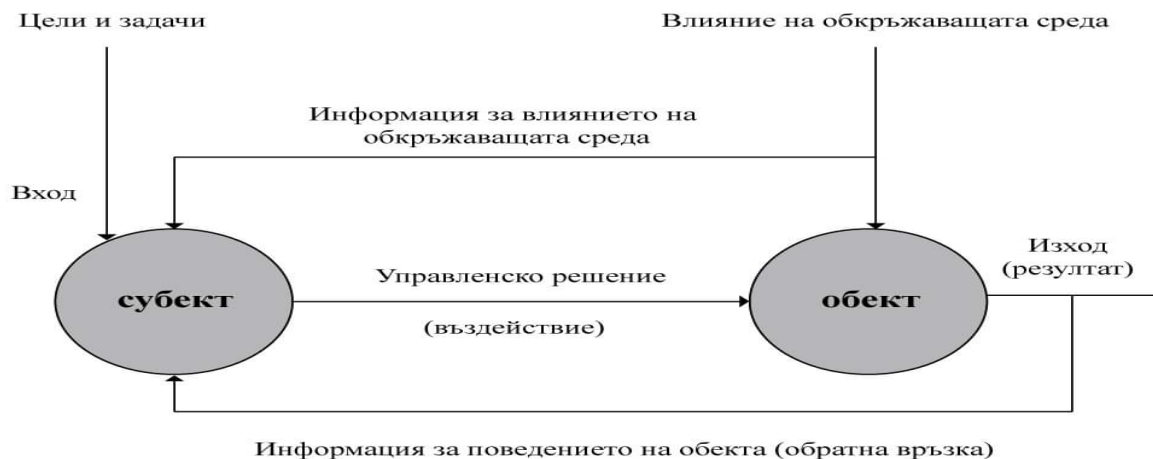 Цели и задачи
Влияние на обкръжаващата среда
Информация за влиянието на
обкръжаващата среда
Вход
Изход
(резултат)
субект
Управленско решение
(въздействие)
обект
Информация за поведението на обекта (обратна връзка)